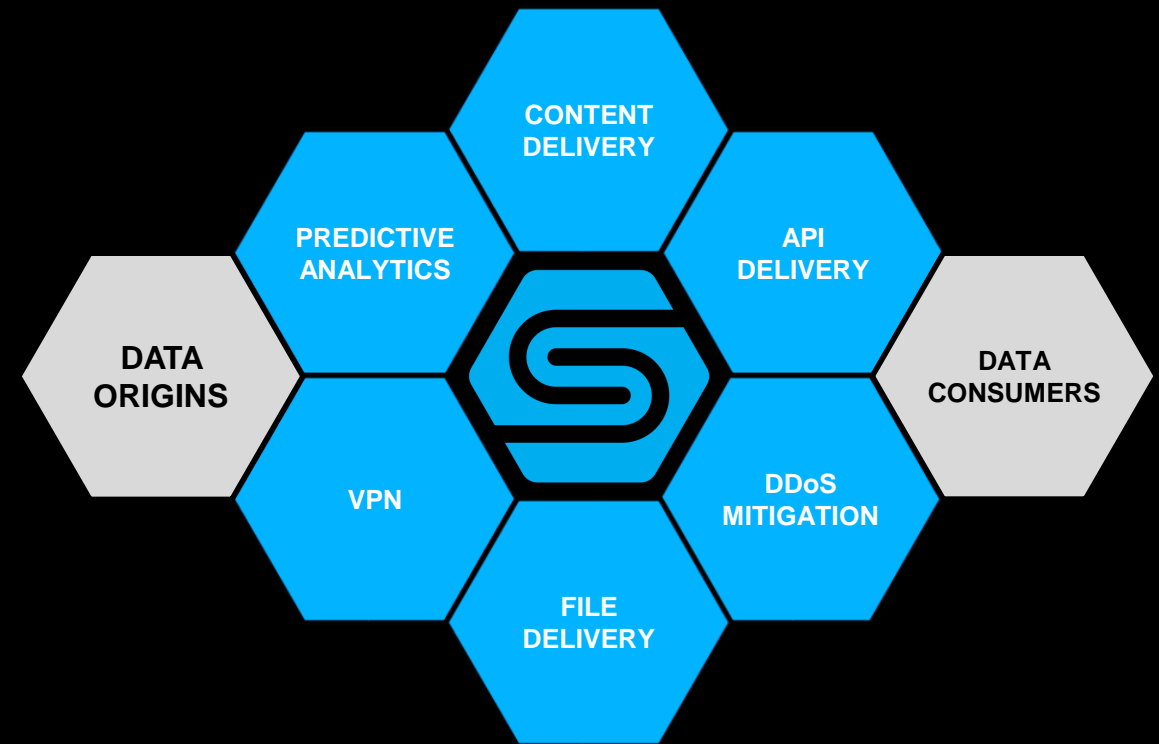 CONTENT
DELIVERY
PREDICTIVE
ANALYTICS
API
DELIVERY
DATA
ORIGINS
DATA
CONSUMERS
VPN
DDoS
MITIGATION
FILE
DELIVERY